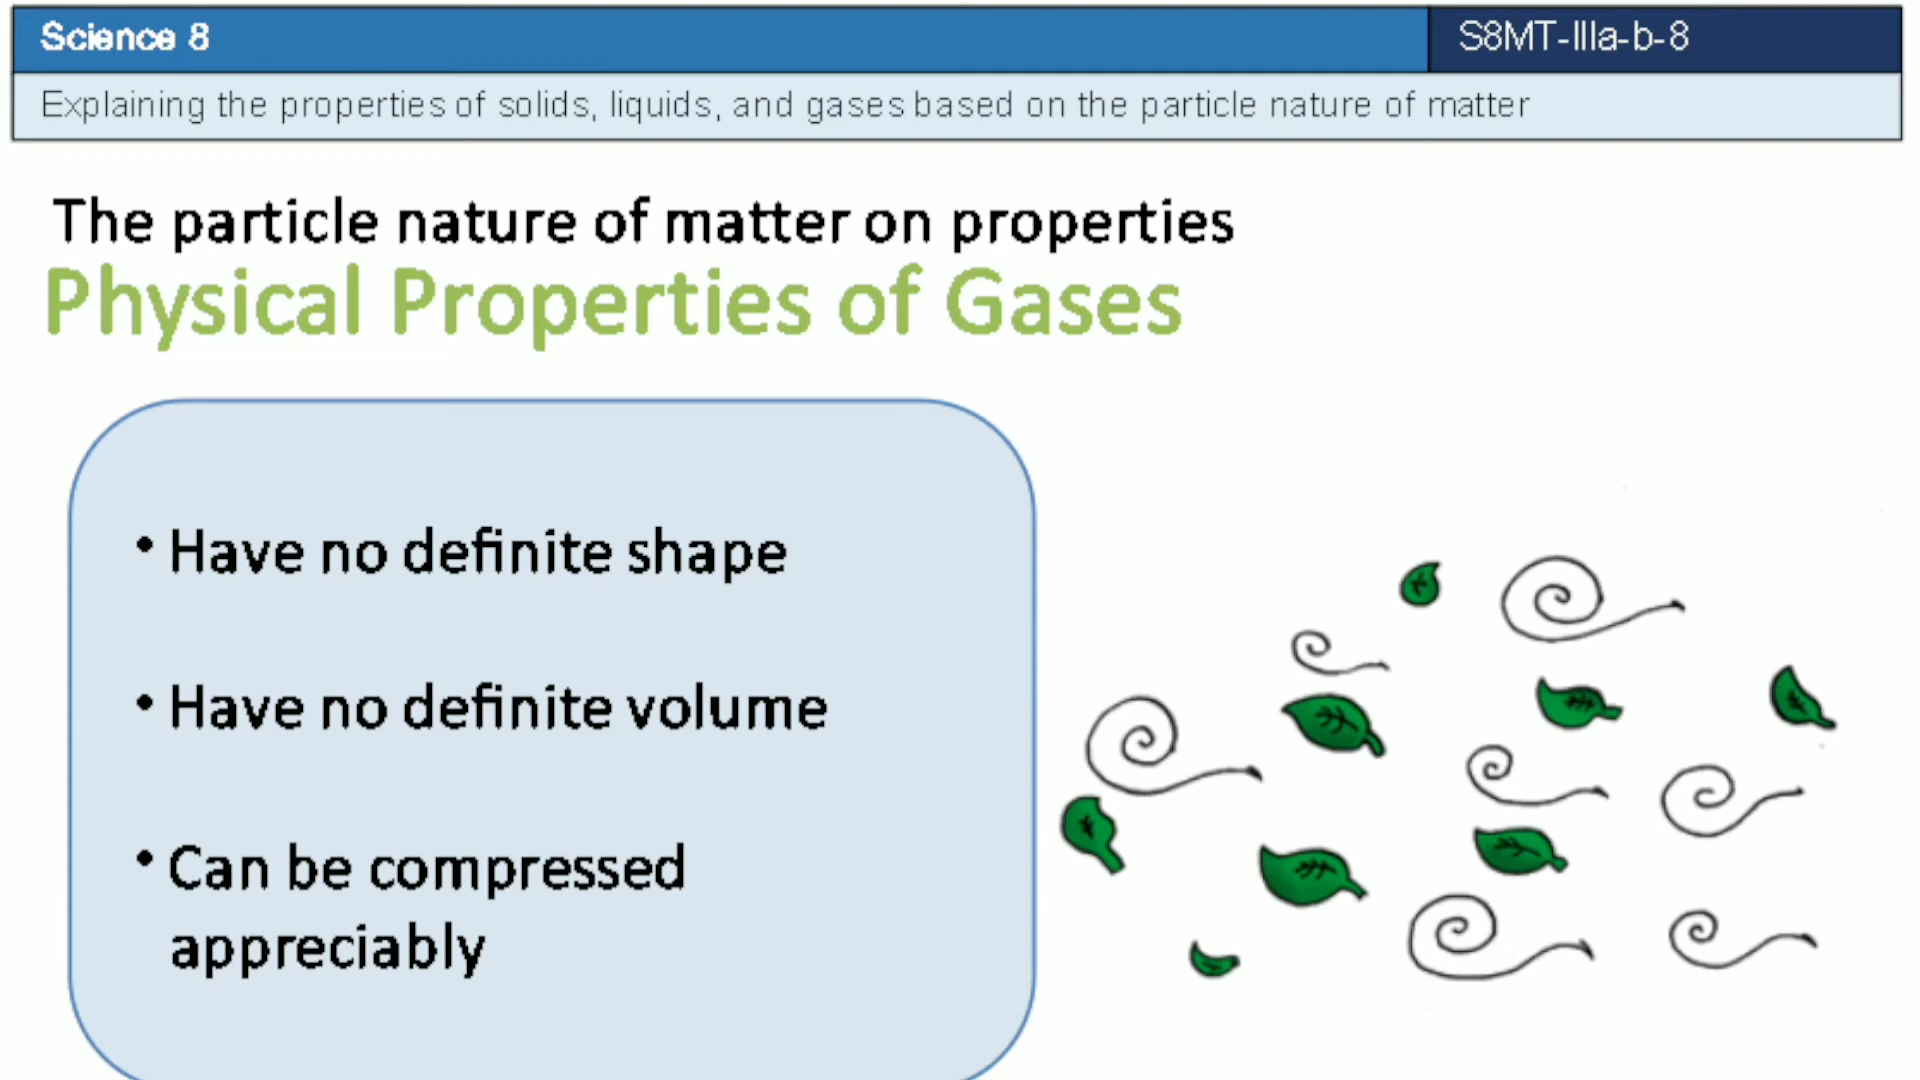 Science 8
S8MT-IIIa-b-8
Explaining the properties of solids, liquids, and gases based on the particle nature of matter
The particle nature of matter on properties
Physical Properties of Gases
• Have no definite shape
• Have no definite volume
• Can be compressed
appreciably